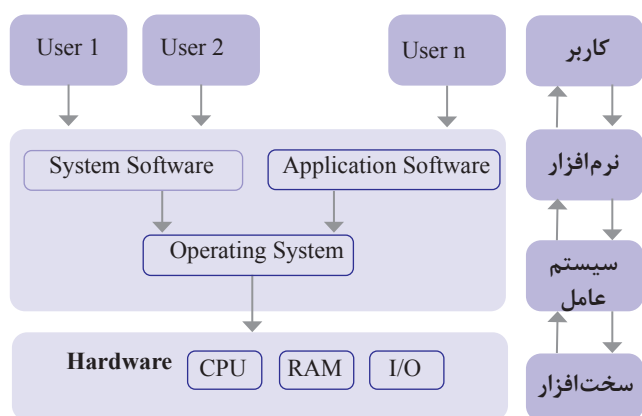 User 1
User 2
User n
System Software
Application Software
Operating System
Hardware
CPU
RAM
I/O
کاربر
نرم‌افزار
سیستم
عامل
سخت‌افزار